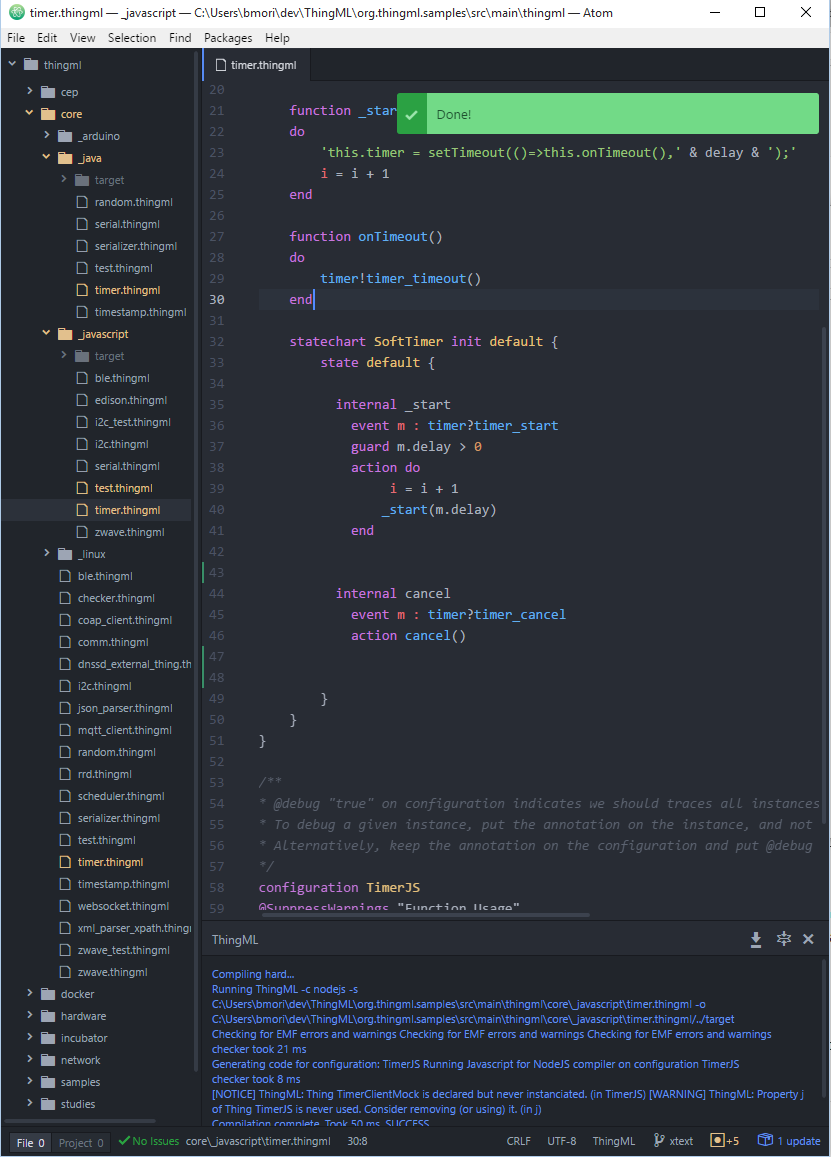 timer.thingml — _javascript — C:\Users\bmori\dev\ThingML\org.thingml.samples\src\main\thingml — Atom
File Edit View Selection Find Packages Help
thingml
cep
core
_arduino
_java
target
random.thingml
serial.thingml
serializer.thingml
test.thingml
timer.thingml
timestamp.thingml
_javascript
target
ble.thingml
edison.thingml
i2c_test.thingml
i2c.thingml
serial.thingml
test.thingml
timer.thingml
zwave.thingml
_linux
ble.thingml
checker.thingml
coap_client.thingml
comm.thingml
dnssd_external_thing.th
i2c.thingml
json_parser.thingml
mqtt_client.thingml
random.thingml
rrd.thingml
scheduler.thingml
serializer.thingml
test.thingml
timer.thingml
timestamp.thingml
websocket.thingml
xml_parser_xpath.thingm
zwave_test.thingml
zwave.thingml
docker
hardware
incubator
network
samples
studies
timer.thingml
Done!
20
21 function _star
22 do
23 'this.timer = setTimeout(()=>this.onTimeout(),' & delay & ');'
24 i = i + 1
25 end
26
27 function onTimeout()
28 do
29 timer!timer_timeout()
30 end
31
32 statechart SoftTimer init default {
33 state default {
34
35 internal _start
36 event m : timer?timer_start
37 guard m.delay > 0
38 action do
39 i = i + 1
40 _start(m.delay)
41 end
42
43
44 internal cancel
45 event m : timer?timer_cancel
46 action cancel()
47
48
49 }
50 }
51 }
52
53 /**
54 * @debug "true" on configuration indicates we should traces all instances
55 * To debug a given instance, put the annotation on the instance, and not
56 * Alternatively, keep the annotation on the configuration and put @debug
57 */
58 configuration TimerJS
59 @SuppressWarnings "Function Usage"
ThingML
Compiling hard...
Running ThingML -c nodejs -s
C:\Users\bmori\dev\ThingML\org.thingml.samples\src\main\thingml\core\_javascript\timer.thingml -o
C:\Users\bmori\dev\ThingML\org.thingml.samples\src\main\thingml\core\_javascript\timer.thingml/../target
Checking for EMF errors and warnings Checking for EMF errors and warnings Checking for EMF errors and warnings
checker took 21 ms
Generating code for configuration: TimerJS Running Javascript for NodeJS compiler on configuration TimerJS
checker took 8 ms
[NOTICE] ThingML: Thing TimerClientMock is declared but never instanciated. (in TimerJS) [WARNING] ThingML: Property j
of Thing TimerJS is never used. Consider removing (or using) it. (in j)
Compilation complete. Took 50 ms. SUCCESS
File 0 Project 0 No Issues core\_javascript\timer.thingml 30:8 CRLF UTF-8 ThingML xtext +5 1 update